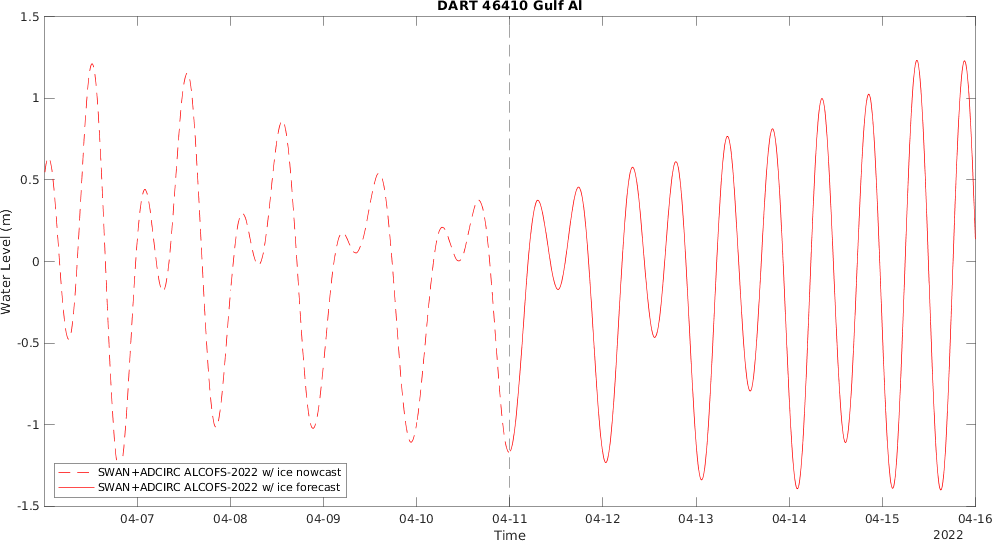 DART 46410 Gulf Al
1.5
1
0.5
0
-0.5
-1
-1.5
Water Level (m)
SWAN+ADCIRC ALCOFS-2022 w/ ice nowcast
SWAN+ADCIRC ALCOFS-2022 w/ ice forecast
04-07 04-08 04-09 04-10 04-11 04-12 04-13 04-14 04-15 04-16
Time
2022